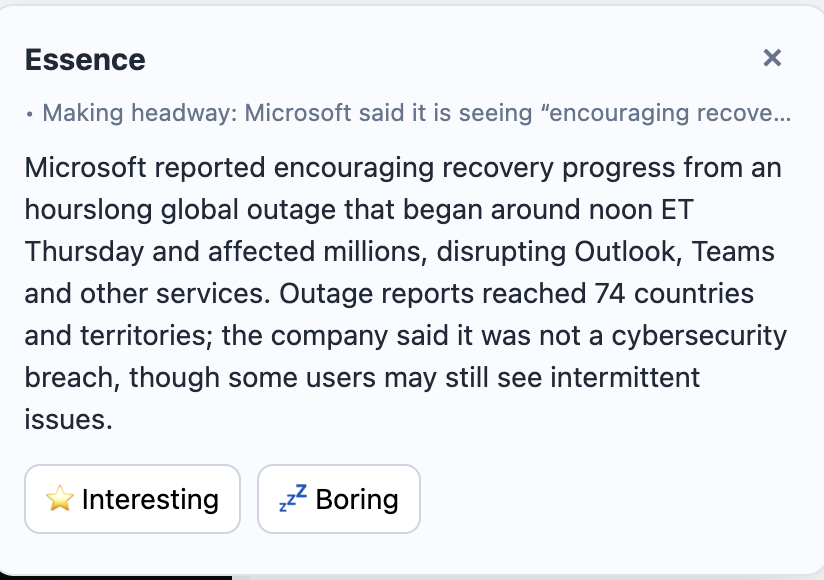 Essence
✕
• Making headway: Microsoft said it is seeing “encouraging recove...
Microsoft reported encouraging recovery progress from an
hourslong global outage that began around noon ET
Thursday and affected millions, disrupting Outlook, Teams
and other services. Outage reports reached 74 countries
and territories; the company said it was not a cybersecurity
breach, though some users may still see intermittent
issues.
⭐ Interesting
💤 Boring